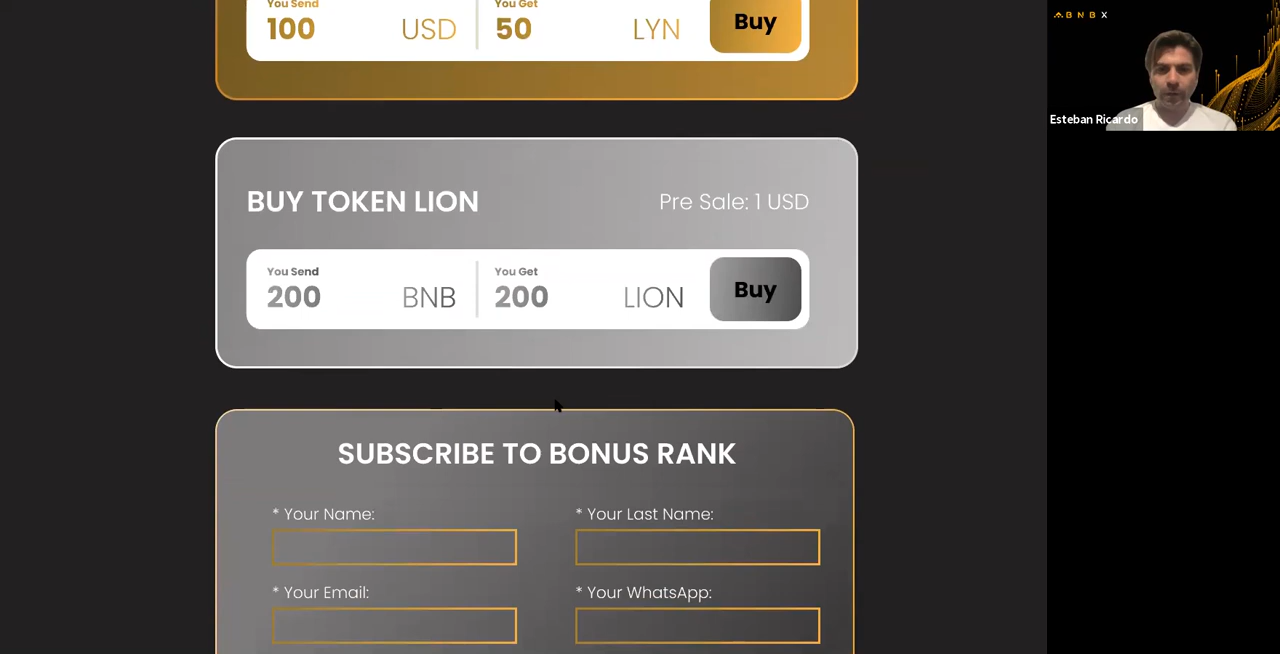 You Send
You Get
100
USD
50
LYN
Buy
BNBX
Esteban Ricardo
BUY TOKEN LION
Pre Sale: 1 USD
You Send
You Get
200
BNB
200
LION
Buy
SUBSCRIBE TO BONUS RANK
* Your Name:
* Your Last Name:
* Your Email:
* Your WhatsApp: